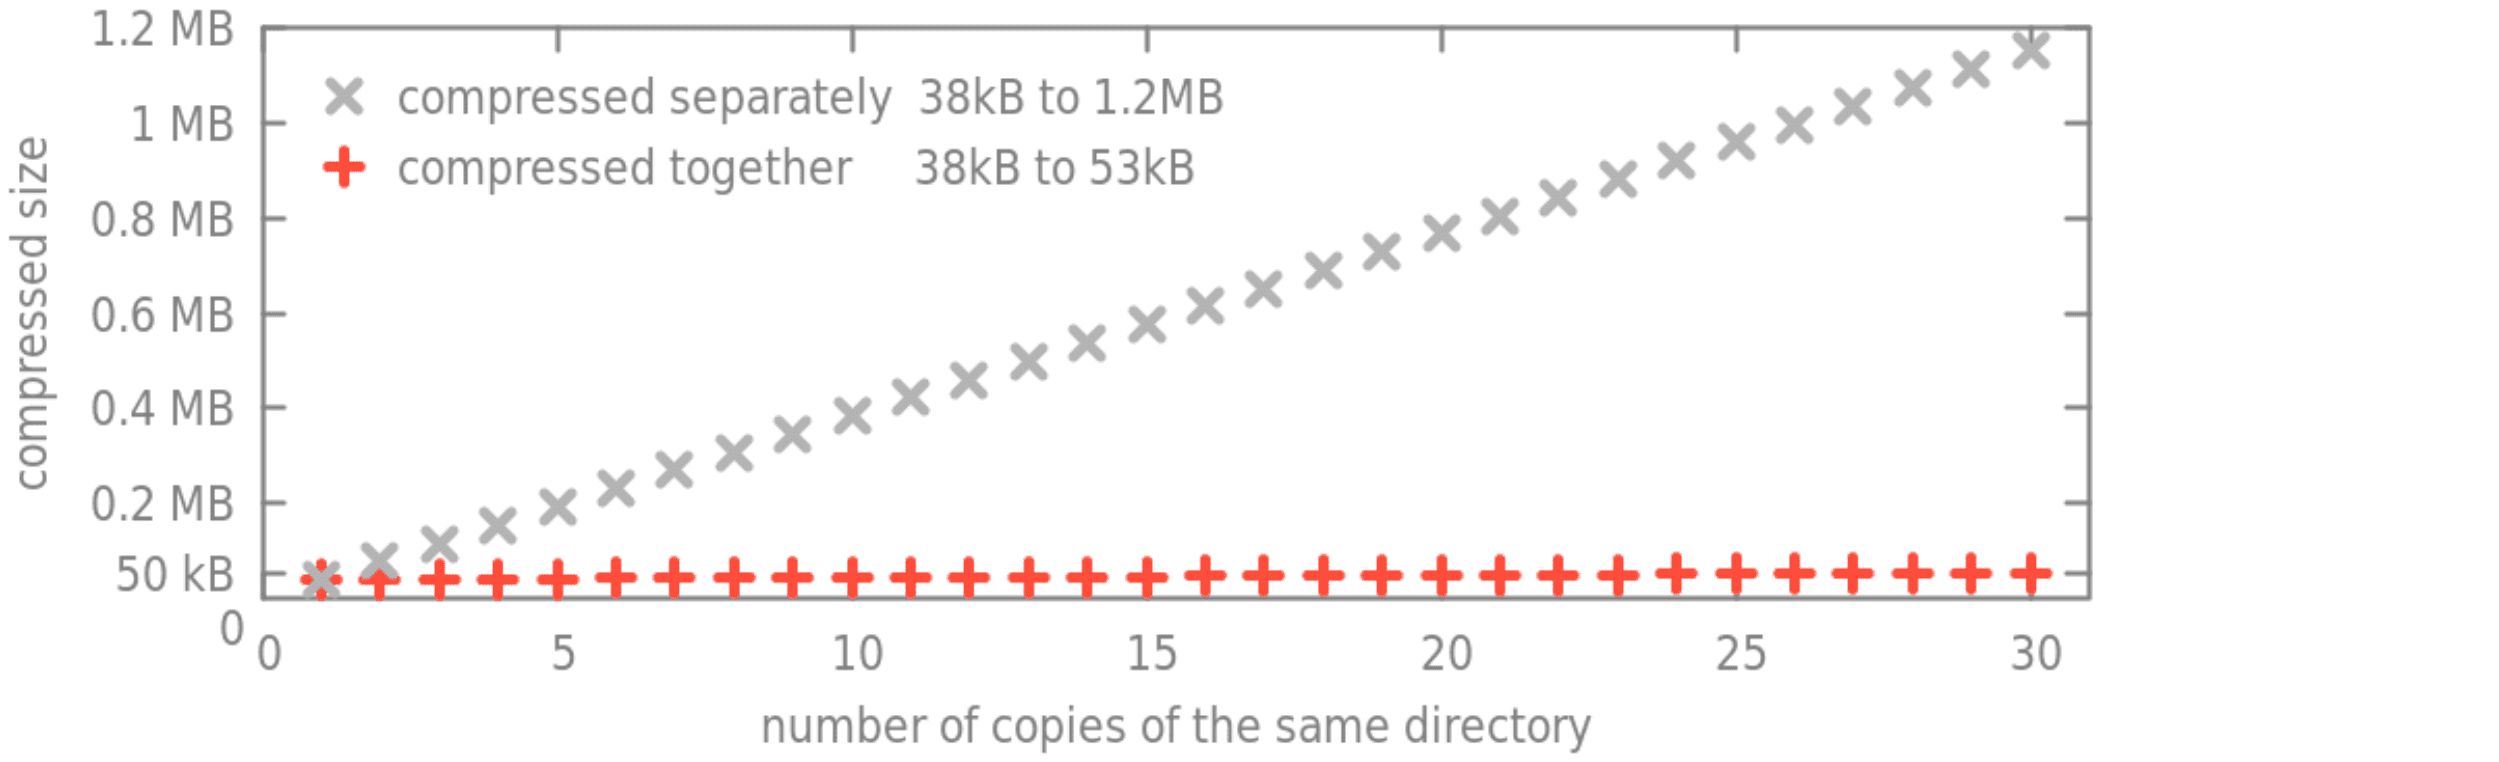 1.2 MB
1 MB
0.8 MB
0.6 MB
0.4 MB
0.2 MB
50 kB
0
compressed size
compressed separately 38kB to 1.2MB
compressed together 38kB to 53kB
0 5 10 15 20 25 30
number of copies of the same directory